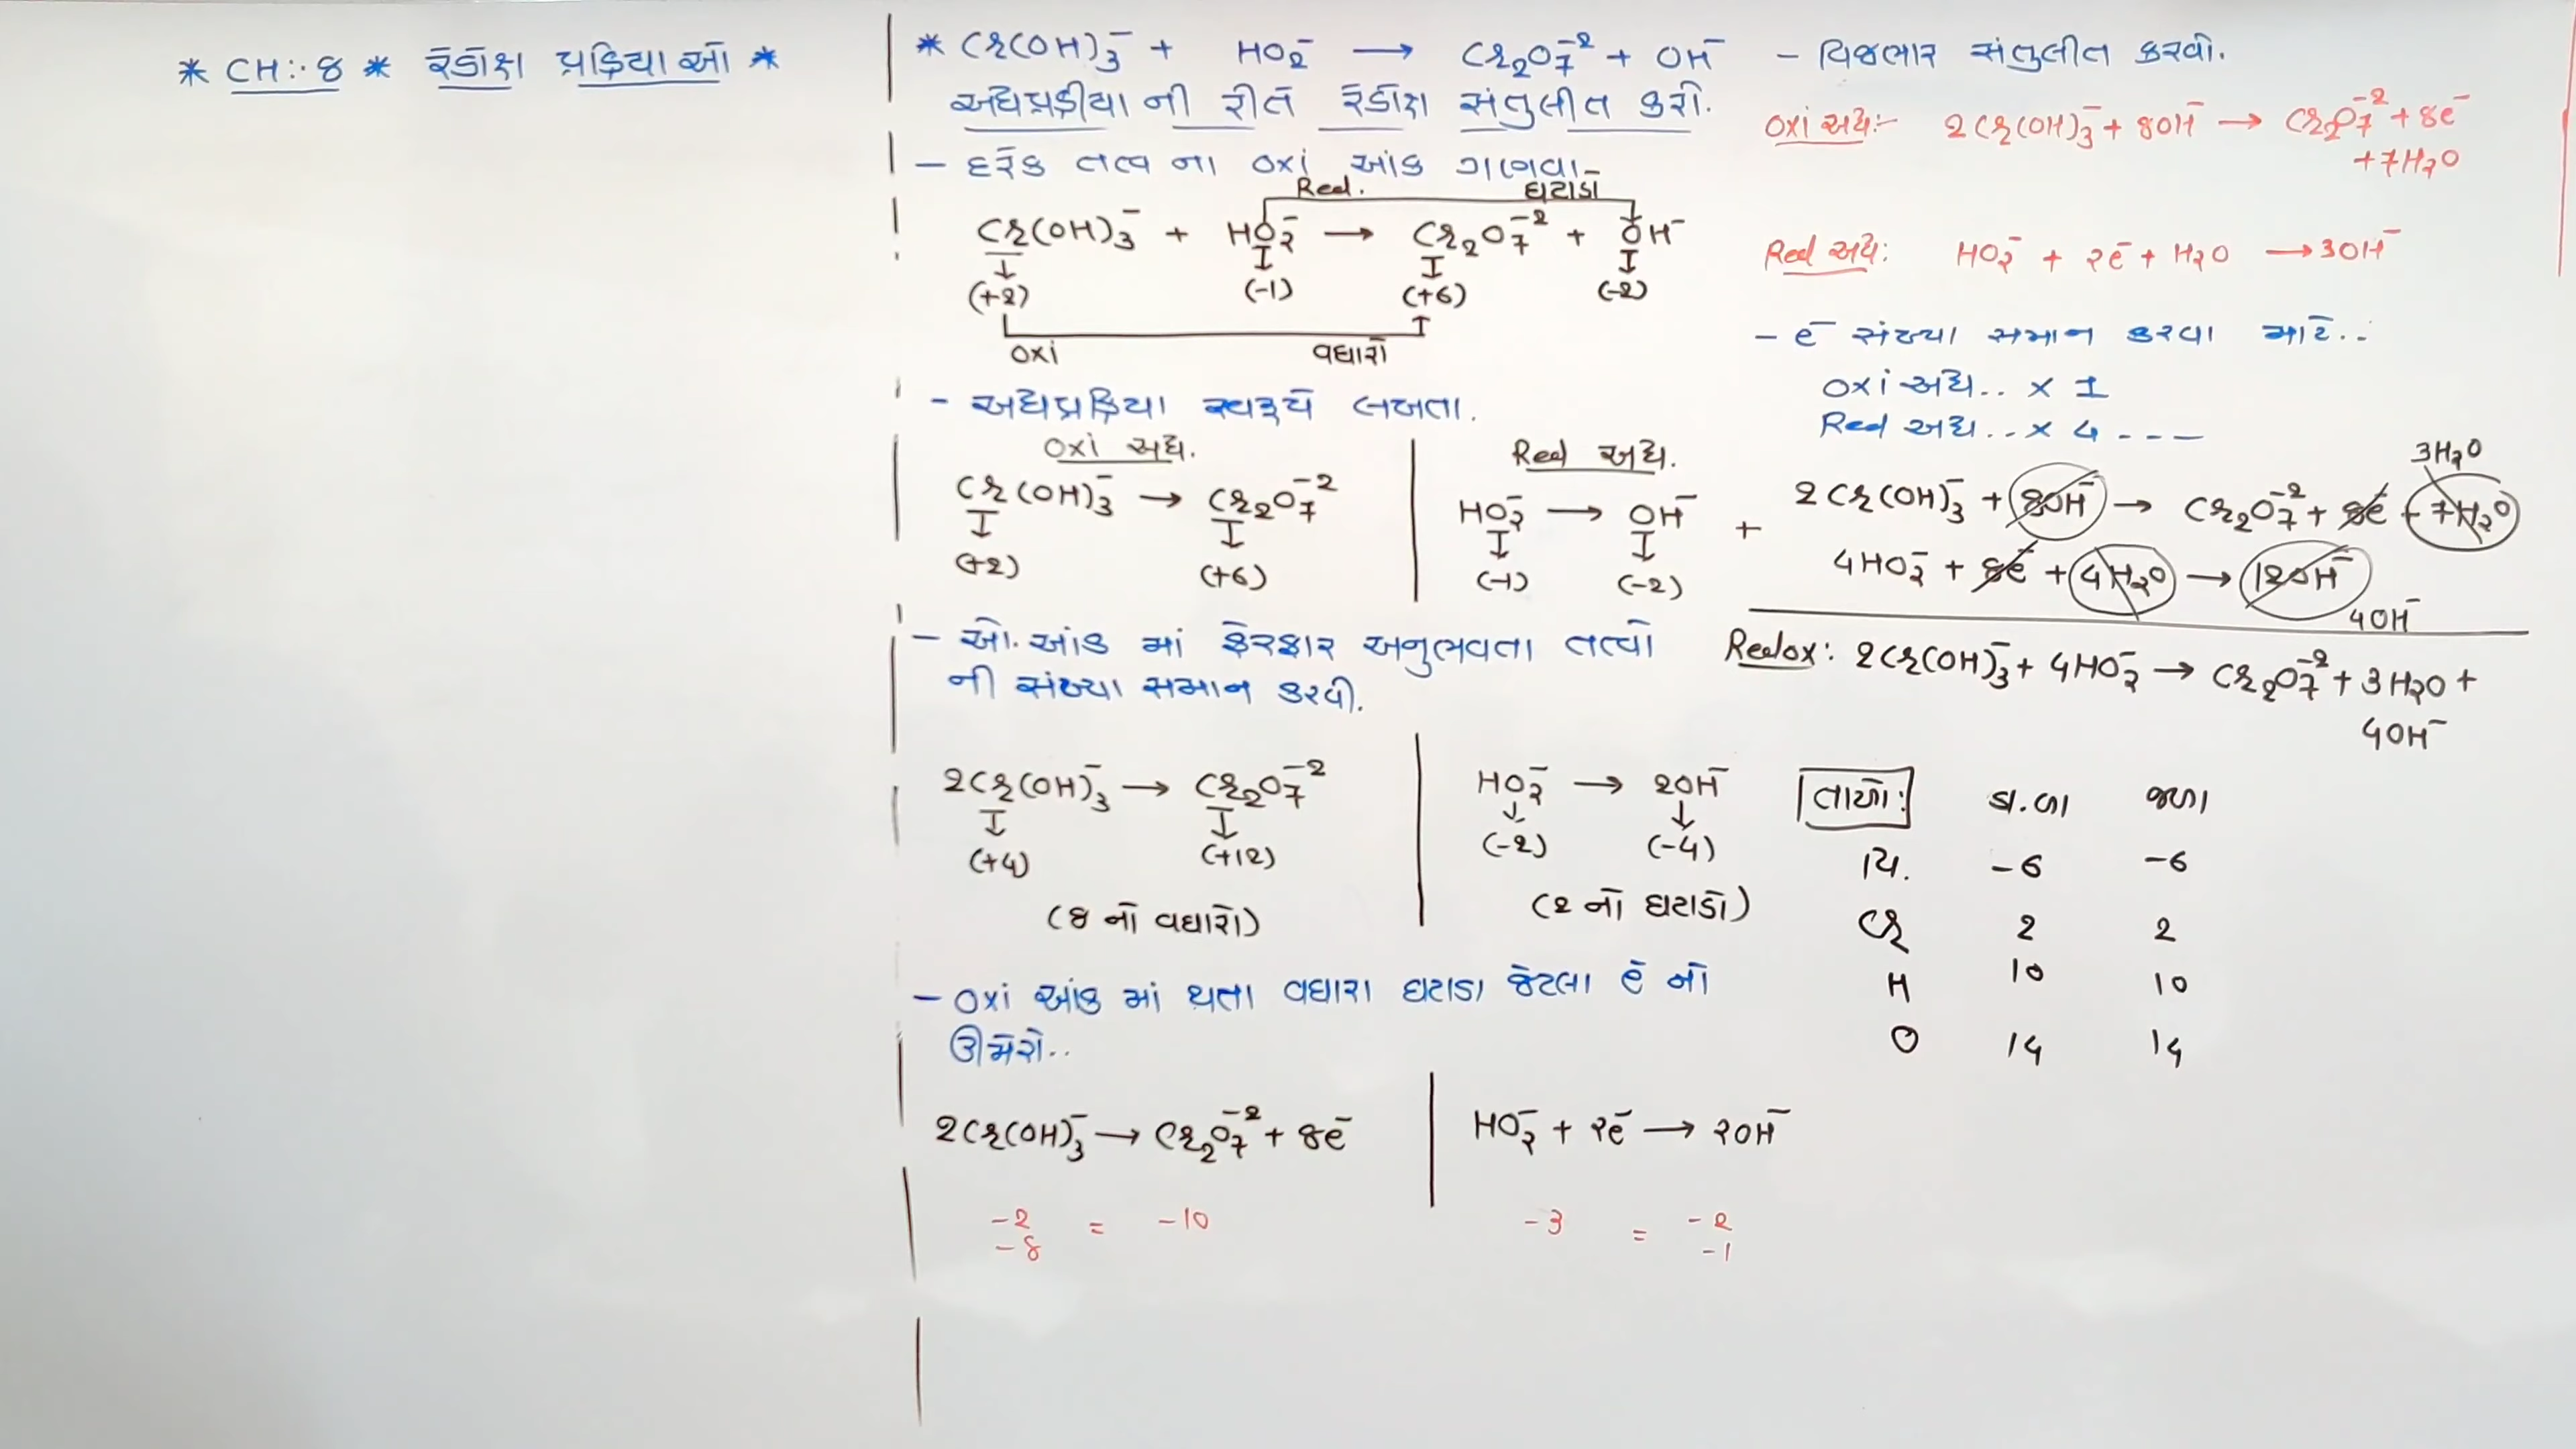 * CH:- 8 * રેડોક્ષ પ્રક્રિયાઓ *
* Cr(OH)₃⁻ + HO₂⁻ → Cr₂O₇⁻² + OH⁻
અર્ધપ્રક્રીયા ની રીતે રેડોક્ષ સંતુલીત કરો.
- દરેક તત્વ ના oxi આંક ગણવા-
Red. ઘટાડો
Cr(OH)₃⁻ + HO₂⁻ → Cr₂O₇⁻² + OH⁻
(+2) (-1) (+6) (-2)
oxi વધારો
- અર્ધપ્રક્રિયા સ્વરૂપે લખતા.
Oxi અર્ધ. | Red અર્ધ.
Cr(OH)₃⁻ → Cr₂O₇⁻² | HO₂⁻ → OH⁻
(+2) (+6) | (-1) (-2)
- ઓ. આંક માં ફેરફાર અનુભવતા તત્વો
ની સંખ્યા સમાન કરવી.
2Cr(OH)₃⁻ → Cr₂O₇⁻² | HO₂⁻ → 2OH⁻
(+4) (+12) | (-2) (-4)
(8 નો વધારો) | (2 નો ઘટાડો)
- Oxi આંક માં થતા વધારા ઘટાડા જેટલા e⁻ નો
ઊમેરો..
2Cr(OH)₃⁻ → Cr₂O₇⁻² + 8e⁻ | HO₂⁻ + 2e⁻ → 2OH⁻
-2 = -10 -3 = -2
-8 -1
- વિજભાર સંતુલીત કરવો.
Oxi અર્ધ:- 2Cr(OH)₃⁻ + 8OH⁻ → Cr₂O₇⁻² + 8e⁻
+7H₂O
Red અર્ધ: HO₂⁻ + 2e⁻ + H₂O → 3OH⁻
- e⁻ સંખ્યા સમાન કરવા માટે..
Oxi અર્ધ.. × 1
Red અર્ધ.. × 4 - - -
3H₂O
2Cr(OH)₃⁻ + 8OH⁻ → Cr₂O₇⁻² + 8e⁻ + 7H₂O
+
4HO₂⁻ + 8e⁻ + 4H₂O → 12OH⁻
4OH⁻
Redox: 2Cr(OH)₃⁻ + 4HO₂⁻ → Cr₂O₇⁻² + 3H₂O +
4OH⁻
તાળો: ડા.બા જબા
વિ. -6 -6
Cr 2 2
H 10 10
O 14 14